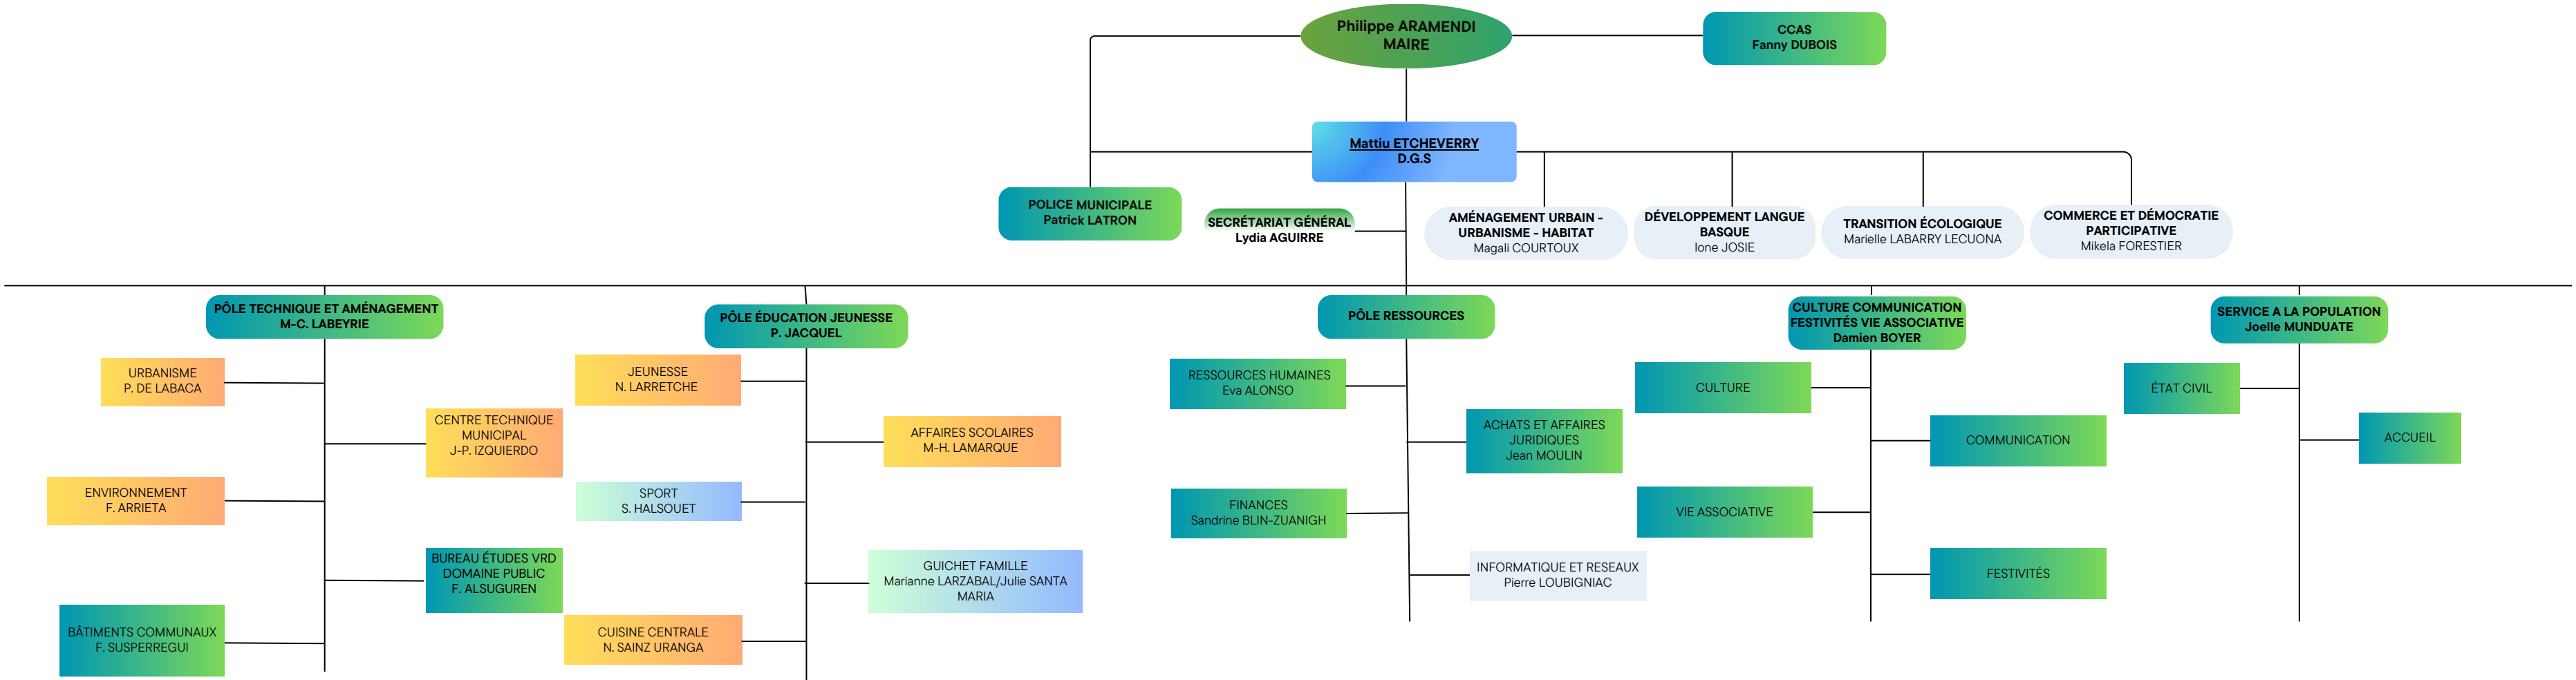 Philippe ARAMENDI
MAIRE
CCAS
Fanny DUBOIS
Mattiu ETCHEVERRY
D.G.S
POLICE MUNICIPALE
Patrick LATRON
SECRÉTARIAT GÉNÉRAL
Lydia AGUIRRE
AMÉNAGEMENT URBAIN -
URBANISME - HABITAT
Magali COURTOUX
DÉVELOPPEMENT LANGUE
BASQUE
Ione JOSIE
TRANSITION ÉCOLOGIQUE
Marielle LABARRY LECUONA
COMMERCE ET DÉMOCRATIE
PARTICIPATIVE
Mikela FORESTIER
PÔLE TECHNIQUE ET AMÉNAGEMENT
M-C. LABEYRIE
URBANISME
P. DE LABACA
CENTRE TECHNIQUE
MUNICIPAL
J-P. IZQUIERDO
ENVIRONNEMENT
F. ARRIETA
BUREAU ÉTUDES VRD
DOMAINE PUBLIC
F. ALSUGUREN
BÂTIMENTS COMMUNAUX
F. SUSPERREGUI
PÔLE ÉDUCATION JEUNESSE
P. JACQUEL
JEUNESSE
N. LARRETCHE
AFFAIRES SCOLAIRES
M-H. LAMARQUE
SPORT
S. HALSOUET
GUICHET FAMILLE
Marianne LARZABAL/Julie SANTA
MARIA
CUISINE CENTRALE
N. SAINZ URANGA
PÔLE RESSOURCES
RESSOURCES HUMAINES
Eva ALONSO
ACHATS ET AFFAIRES
JURIDIQUES
Jean MOULIN
FINANCES
Sandrine BLIN-ZUANIGH
INFORMATIQUE ET RESEAUX
Pierre LOUBIGNIAC
CULTURE COMMUNICATION
FESTIVITÉS VIE ASSOCIATIVE
Damien BOYER
CULTURE
COMMUNICATION
VIE ASSOCIATIVE
FESTIVITÉS
SERVICE A LA POPULATION
Joelle MUNDUATE
ÉTAT CIVIL
ACCUEIL